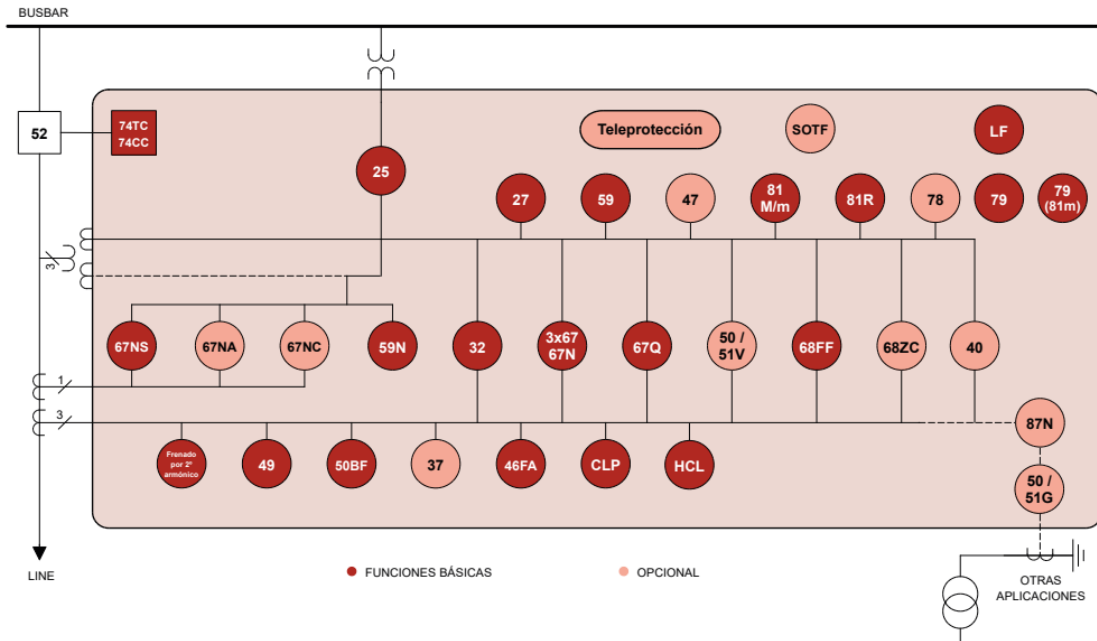 BUSBAR
52
74TC
74CC
Teleprotección
SOTF
LF
25
27
59
47
81
M/m
81R
78
79
79
(81m)
3
67NS
67NA
67NC
59N
32
3x67
67N
67Q
50 /
51V
68FF
68ZC
40
1
3
87N
Frenado
por 2º
armónico
49
50BF
37
46FA
CLP
HCL
50 /
51G
LINE
FUNCIONES BÁSICAS
OPCIONAL
OTRAS
APLICACIONES